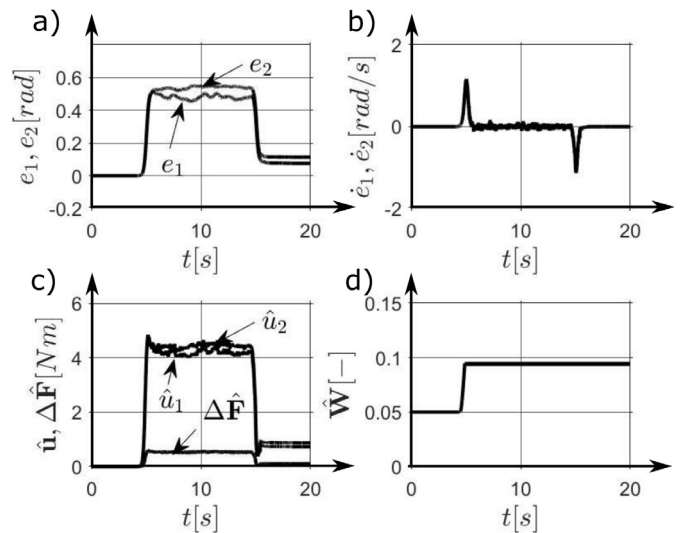 a)
e₁, e₂[rad]
0.6
0.4
0.2
0
-0.2
e₂
e₁
0 10 20
t[s]
b)
ė₁, ė₂[rad/s]
2
0
-2
0 10 20
t[s]
c)
û, ΔF̂[Nm]
6
4
2
0
û₂
û₁
ΔF̂
0 10 20
t[s]
d)
Ŵ[−]
0.15
0.1
0.05
0
0 10 20
t[s]